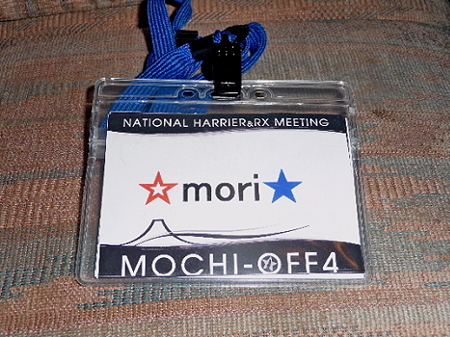 NATIONAL HARRIER&RX MEETING
☆mori★
MOCHI-OFF4